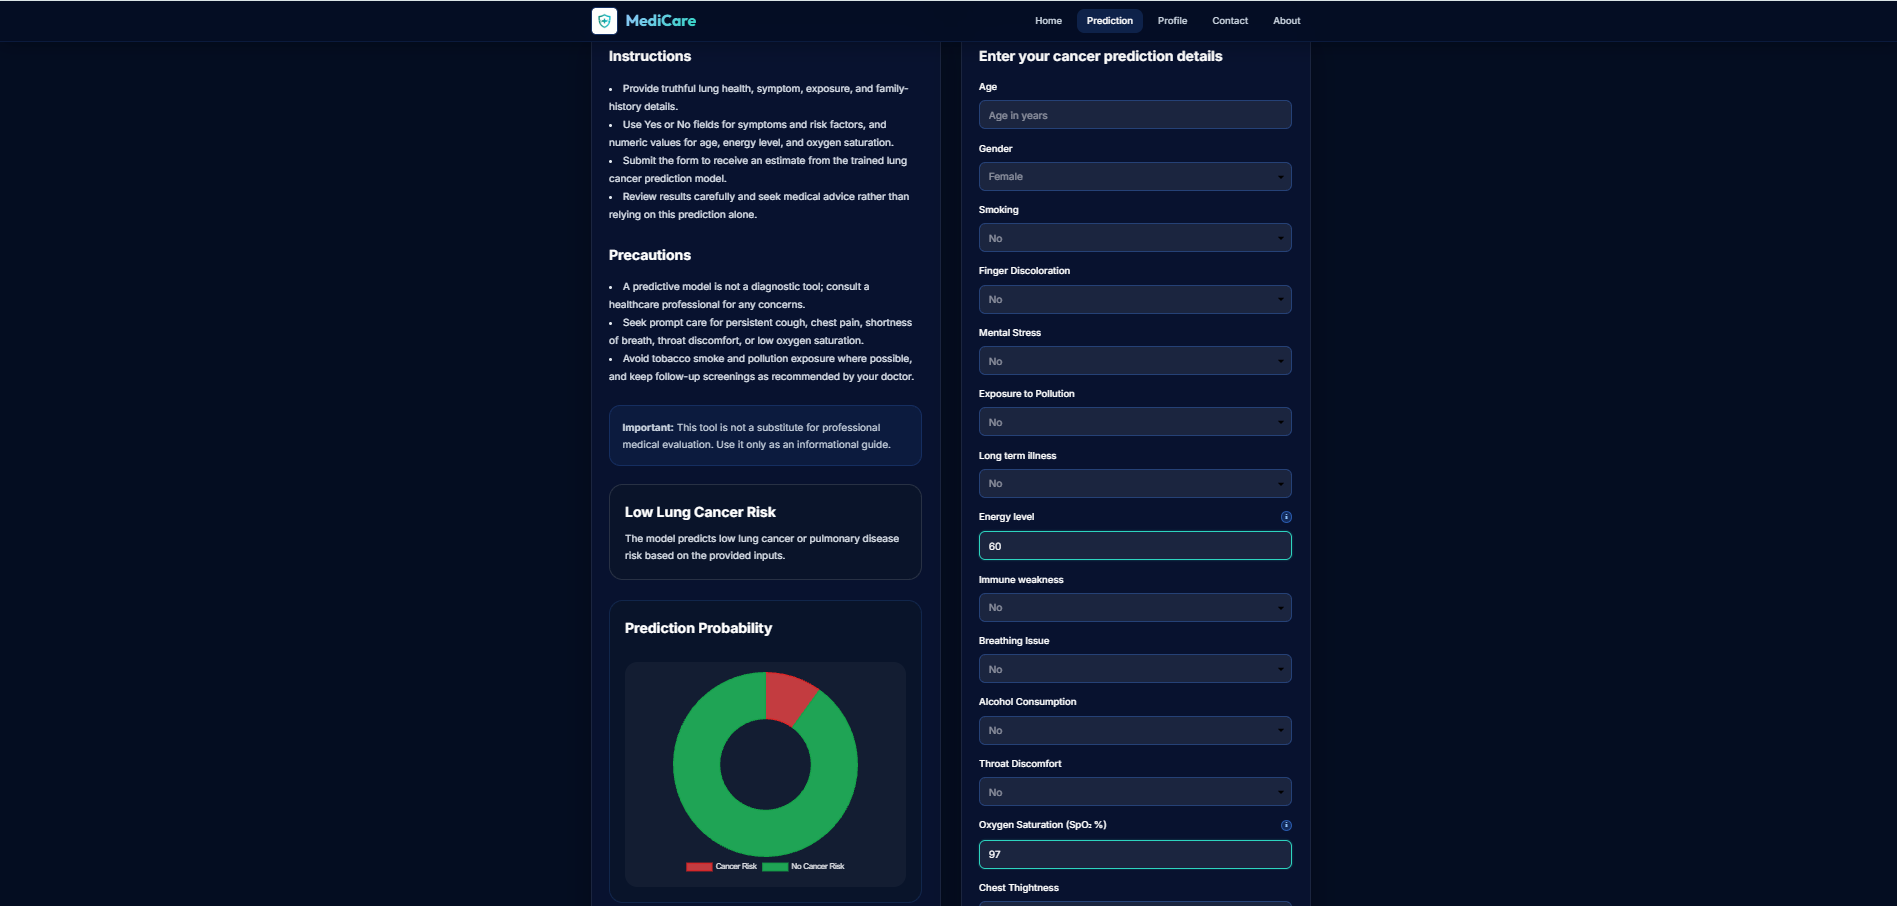 MediCare
Home Prediction Profile Contact About
Instructions
• Provide truthful lung health, symptom, exposure, and family-
history details.
• Use Yes or No fields for symptoms and risk factors, and
numeric values for age, energy level, and oxygen saturation.
• Submit the form to receive an estimate from the trained lung
cancer prediction model.
• Review results carefully and seek medical advice rather than
relying on this prediction alone.
Precautions
• A predictive model is not a diagnostic tool; consult a
healthcare professional for any concerns.
• Seek prompt care for persistent cough, chest pain, shortness
of breath, throat discomfort, or low oxygen saturation.
• Avoid tobacco smoke and pollution exposure where possible,
and keep follow-up screenings as recommended by your doctor.
Important: This tool is not a substitute for professional
medical evaluation. Use it only as an informational guide.
Low Lung Cancer Risk
The model predicts low lung cancer or pulmonary disease
risk based on the provided inputs.
Prediction Probability
Cancer Risk No Cancer Risk
Enter your cancer prediction details
Age
Age in years
Gender
Female
Smoking
No
Finger Discoloration
No
Mental Stress
No
Exposure to Pollution
No
Long term illness
No
Energy level
60
Immune weakness
No
Breathing Issue
No
Alcohol Consumption
No
Throat Discomfort
No
Oxygen Saturation (SpO₂ %)
97
Chest Thightness